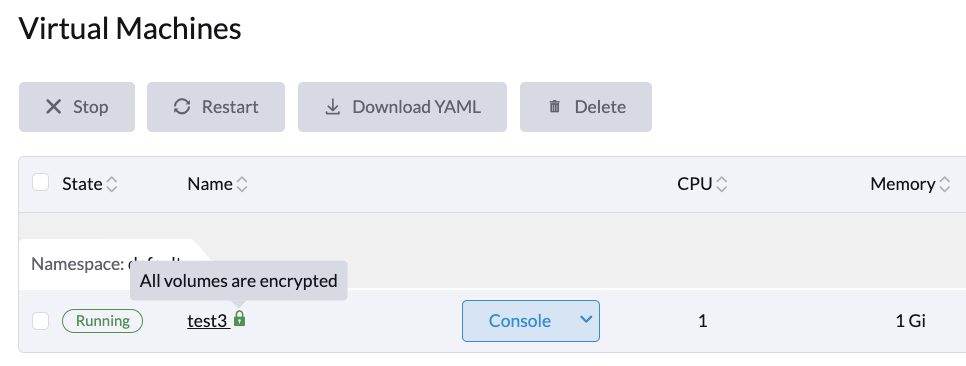 Virtual Machines
Stop Restart Download YAML Delete
State Name CPU Memory
Namespace:
All volumes are encrypted
Running test3 Console 1 1 Gi